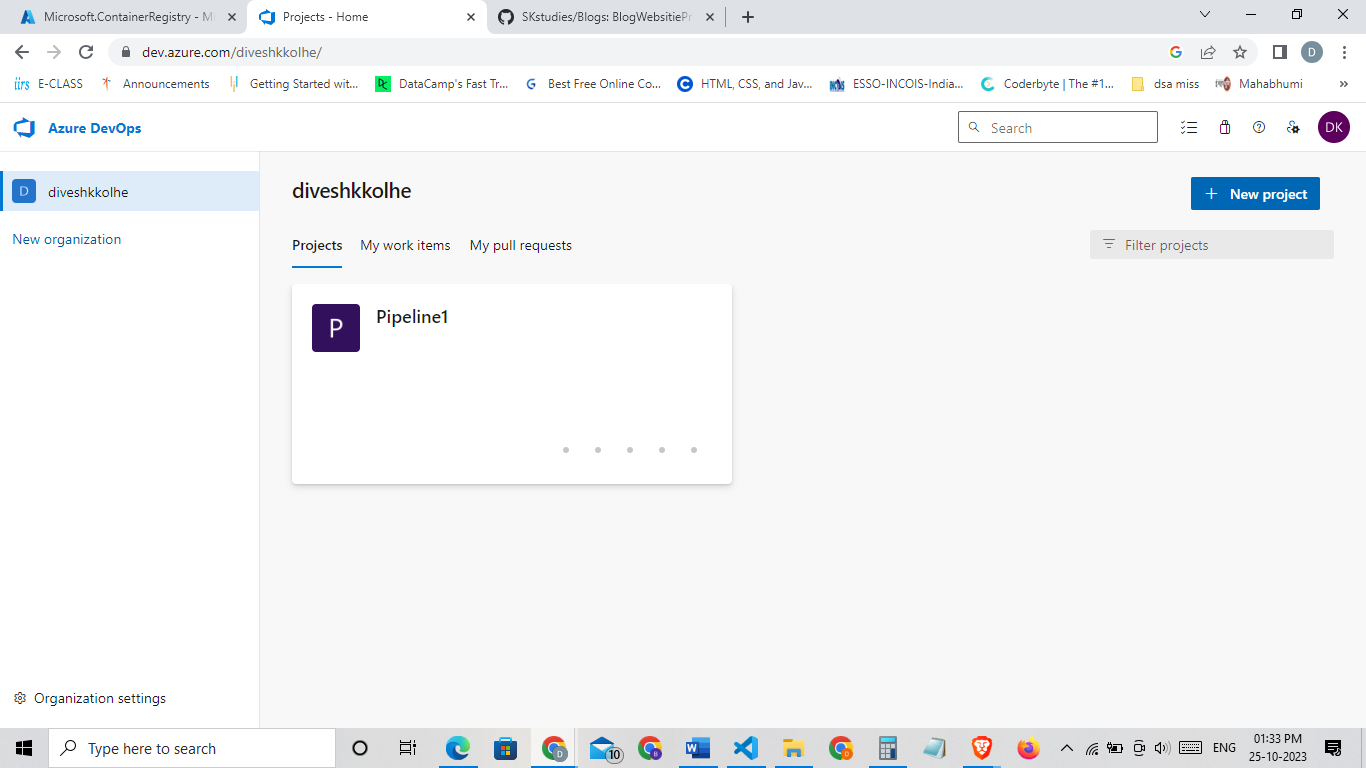 Microsoft.ContainerRegistry - Mi
Projects - Home
SKstudies/Blogs: BlogWebsitiePr
dev.azure.com/diveshkkolhe/
D
E-CLASS
Announcements
Getting Started wit...
DataCamp's Fast Tr...
Best Free Online Co...
HTML, CSS, and Jav...
ESSO-INCOIS-India...
Coderbyte | The #1...
dsa miss
Mahabhumi
»
Azure DevOps
Search
DK
D
diveshkkolhe
New organization
diveshkkolhe
+ New project
Projects
My work items
My pull requests
Filter projects
P
Pipeline1
Organization settings
Type here to search
10
ENG
01:33 PM
25-10-2023